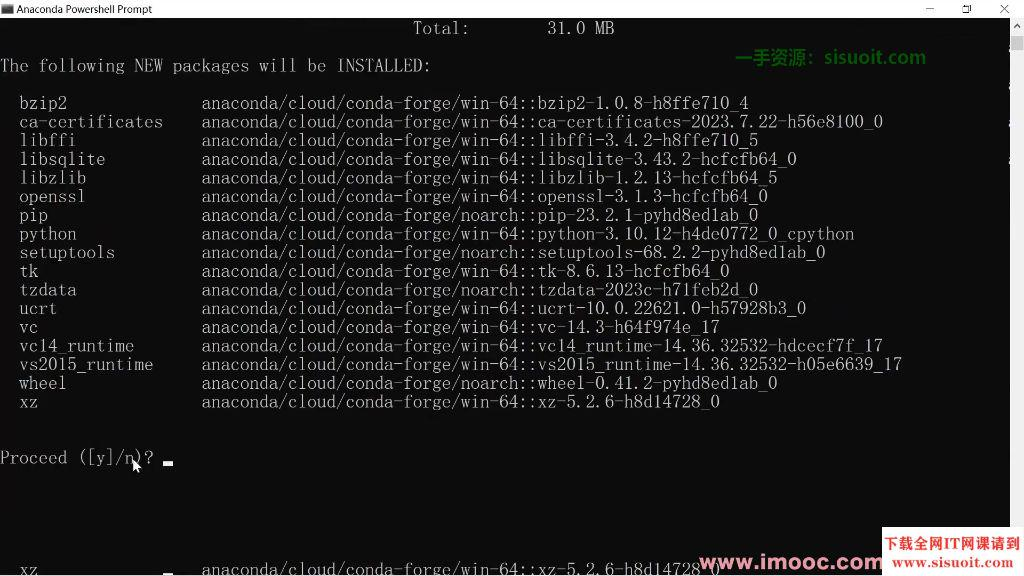 Anaconda Powershell Prompt
Total: 31.0 MB
一手资源：sisuoit.com
The following NEW packages will be INSTALLED:
bzip2 anaconda/cloud/conda-forge/win-64::bzip2-1.0.8-h8ffe710_4
ca-certificates anaconda/cloud/conda-forge/win-64::ca-certificates-2023.7.22-h56e8100_0
libffi anaconda/cloud/conda-forge/win-64::libffi-3.4.2-h8ffe710_5
libsqlite anaconda/cloud/conda-forge/win-64::libsqlite-3.43.2-hcfcfb64_0
libzlib anaconda/cloud/conda-forge/win-64::libzlib-1.2.13-hcfcfb64_5
openssl anaconda/cloud/conda-forge/win-64::openssl-3.1.3-hcfcfb64_0
pip anaconda/cloud/conda-forge/noarch::pip-23.2.1-pyhd8ed1ab_0
python anaconda/cloud/conda-forge/win-64::python-3.10.12-h4de0772_0_cpython
setuptools anaconda/cloud/conda-forge/noarch::setuptools-68.2.2-pyhd8ed1ab_0
tk anaconda/cloud/conda-forge/win-64::tk-8.6.13-hcfcfb64_0
tzdata anaconda/cloud/conda-forge/noarch::tzdata-2023c-h71feb2d_0
ucrt anaconda/cloud/conda-forge/win-64::ucrt-10.0.22621.0-h57928b3_0
vc anaconda/cloud/conda-forge/win-64::vc-14.3-h64f974e_17
vc14_runtime anaconda/cloud/conda-forge/win-64::vc14_runtime-14.36.32532-hdcecf7f_17
vs2015_runtime anaconda/cloud/conda-forge/win-64::vs2015_runtime-14.36.32532-h05e6639_17
wheel anaconda/cloud/conda-forge/noarch::wheel-0.41.2-pyhd8ed1ab_0
xz anaconda/cloud/conda-forge/win-64::xz-5.2.6-h8d14728_0
Proceed ([y]/n)?
xz anaconda/cloud/conda-forge/win-64::xz-5.2.6-h8d14728_0
www.imooc.com
下载全网IT网课请到
www.sisuoit.com